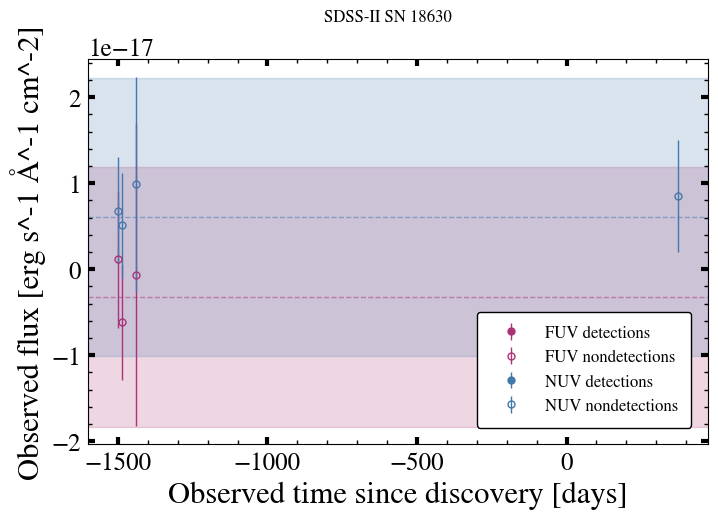 SDSS-II SN 18630
1e−17
Observed flux [erg s^-1 Å^-1 cm^-2]
2
1
0
−1
−2
FUV detections
FUV nondetections
NUV detections
NUV nondetections
−1500 −1000 −500 0
Observed time since discovery [days]